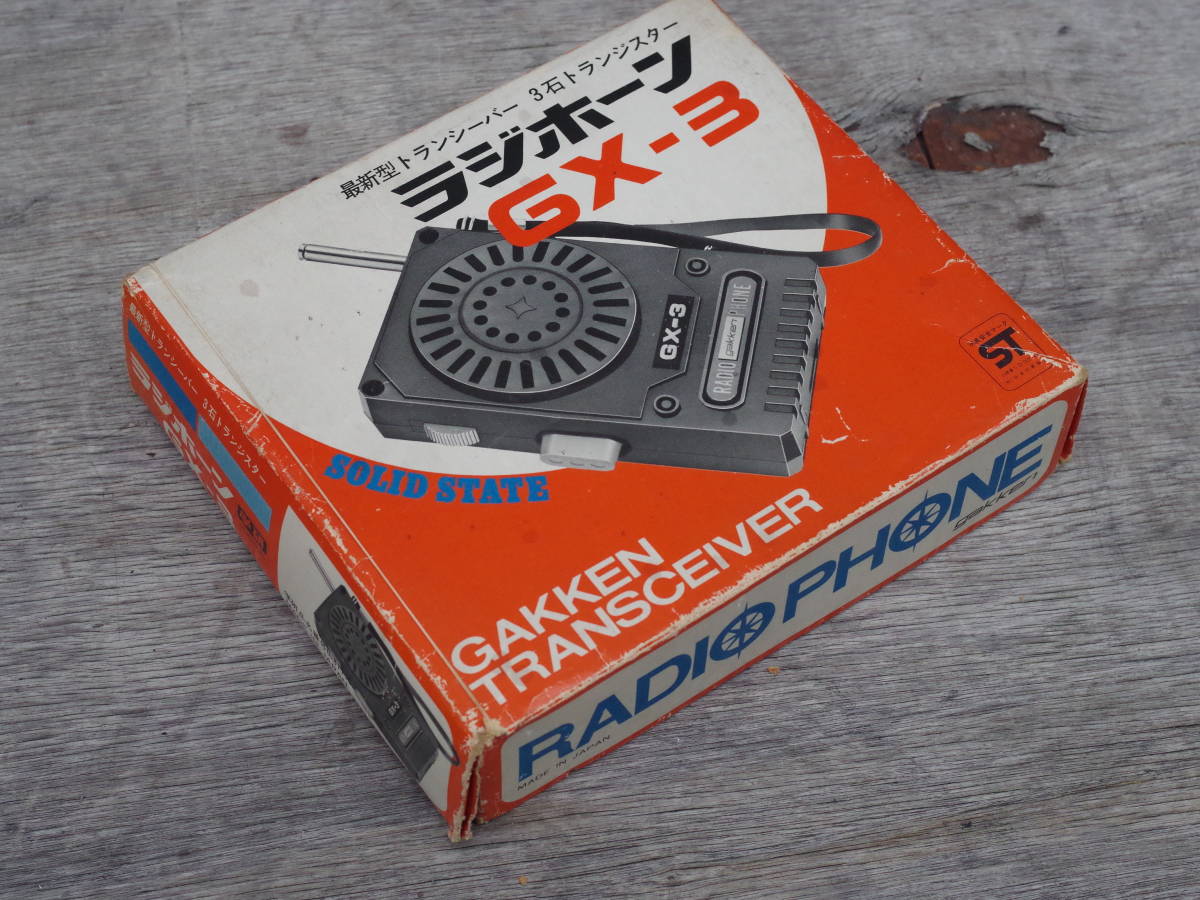 最新型トランシーバー 3石トランジスター
ラジホーン
GX-3
GX-3
RADIO gakken PHONE
ST
SOLID STATE
GAKKEN
TRANSCEIVER
RADIO PHONE
gakken
MADE IN JAPAN
最新型トランシーバー 3石トランジスター
ラジホーン
GX-3